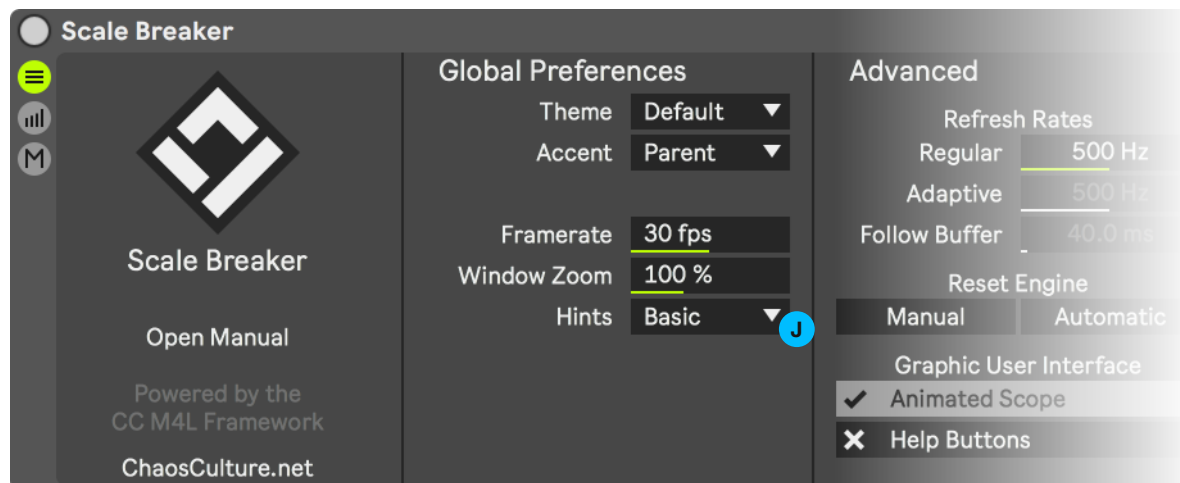 Scale Breaker
M
Scale Breaker
Open Manual
Powered by the
CC M4L Framework
ChaosCulture.net
Global Preferences
Theme Default
Accent Parent
Framerate 30 fps
Window Zoom 100 %
Hints Basic
J
Advanced
Refresh Rates
Regular 500 Hz
Adaptive 500 Hz
Follow Buffer 40.0 ms
Reset Engine
Manual Automatic
Graphic User Interface
Animated Scope
Help Buttons